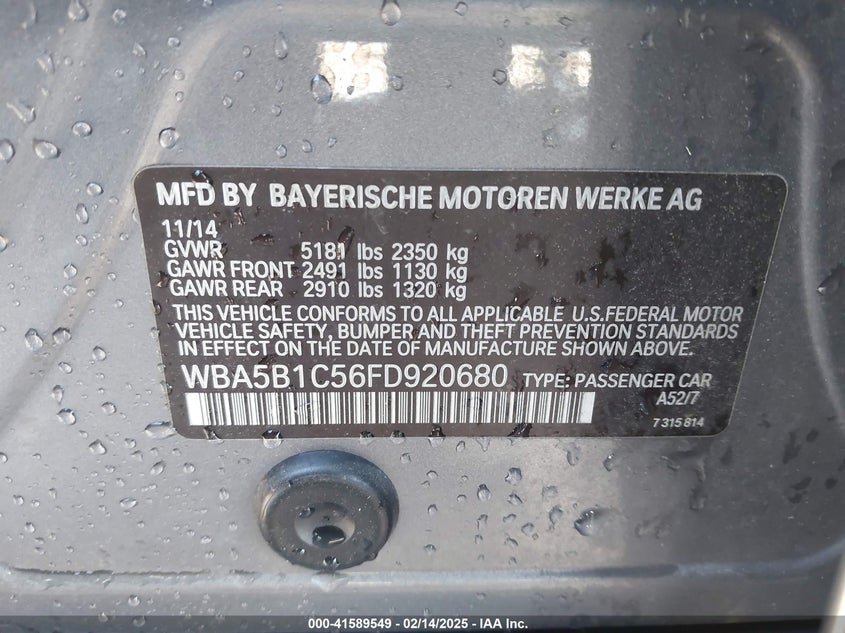 MFD BY BAYERISCHE MOTOREN WERKE AG
11/14
GVWR 5181 lbs 2350 kg
GAWR FRONT 2491 lbs 1130 kg
GAWR REAR 2910 lbs 1320 kg
THIS VEHICLE CONFORMS TO ALL APPLICABLE U.S.FEDERAL MOTOR
VEHICLE SAFETY, BUMPER AND THEFT PREVENTION STANDARDS
IN EFFECT ON THE DATE OF MANUFACTURE SHOWN ABOVE.
WBA5B1C56FD920680 TYPE: PASSENGER CAR
A52/7
7 315 814
000-41589549 - 02/14/2025 - IAA Inc.